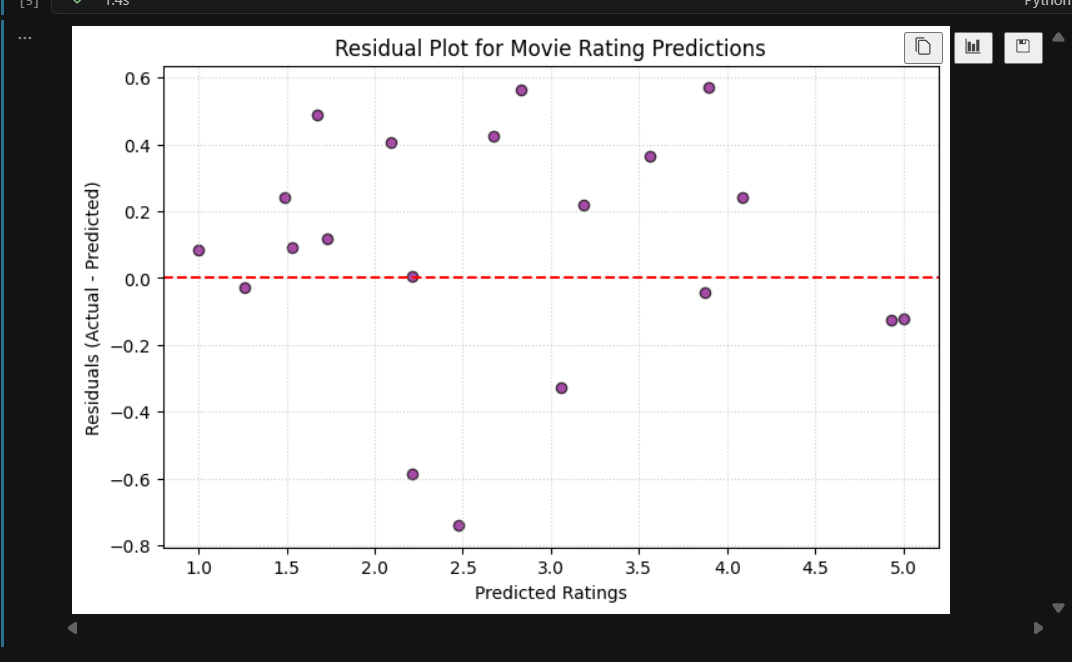 [5]
1.4s
Python
...
Residual Plot for Movie Rating Predictions
Residuals (Actual - Predicted)
0.6
0.4
0.2
0.0
−0.2
−0.4
−0.6
−0.8
1.0 1.5 2.0 2.5 3.0 3.5 4.0 4.5 5.0
Predicted Ratings